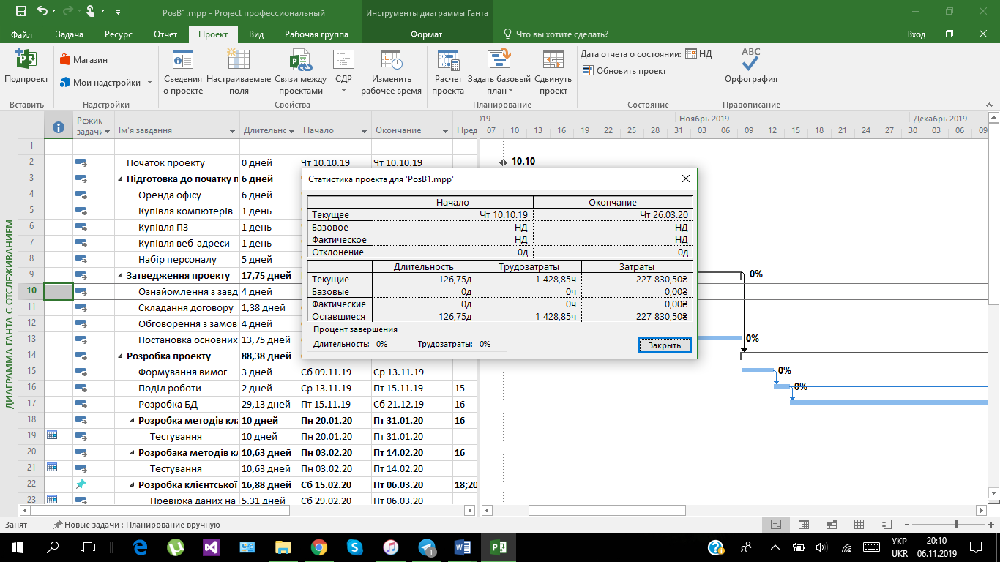 РозВ1.mpp - Project профессиональный
Инструменты диаграммы Ганта
Файл Задача Ресурс Отчет Проект Вид Рабочая группа Формат Что вы хотите сделать? Вход
Подпроект
Магазин
Мои надстройки
Сведения о проекте
Настраиваемые поля
Связи между проектами
СДР
Изменить рабочее время
Расчет проекта
Задать базовый план
Сдвинуть проект
Дата отчета о состоянии: НД
Обновить проект
ABC
Орфография
Вставить Надстройки Свойства Планирование Состояние Правописание
ДИАГРАММА ГАНТА С ОТСЛЕЖИВАНИЕМ
Режим задачи Ім'я завдання Длительнс Начало Окончание Пред
019 Ноябрь 2019 Декабрь 2019
07 10 13 16 19 22 25 28 31 03 06 09 12 15 18 21 24 27 30 03 06 09
1
2 Початок проекту 0 дней Чт 10.10.19 Чт 10.10.19 10.10
3 Підготовка до початку п 6 дней
4 Оренда офісу 6 дней
5 Купівля компютерів 1 день
6 Купівля ПЗ 1 день
7 Купівля веб-адреси 1 день
8 Набір персоналу 5 дней
9 Затведження проекту 17,75 дней 0%
10 Ознайомлення з завд 4 дней
11 Складання договору 1,38 дней
12 Обговорення з замов 4 дней
13 Постановка основних 13,75 дней 0%
14 Розробка проекту 88,38 дней
15 Формування вимог 3 дней Сб 09.11.19 Ср 13.11.19 0%
16 Поділ роботи 2 дней Ср 13.11.19 Пт 15.11.19 15 0%
17 Розробка БД 29,13 дней Пт 15.11.19 Сб 21.12.19 16
18 Розробка методів кла 10 дней Пн 20.01.20 Пт 31.01.20 16
19 Тестування 10 дней Пн 20.01.20 Пт 31.01.20
20 Розробака методів кл 10,63 дней Пн 03.02.20 Пт 14.02.20 16
21 Тестування 10,63 дней Пн 03.02.20 Пт 14.02.20
22 Розробка клієнтської 16,88 дней Сб 15.02.20 Пт 06.03.20 18;20
23 Превірка даних на 5,31 дней Сб 29.02.20 Пт 06.03.20
Статистика проекта для 'РозВ1.mpp'
Начало Окончание
Текущее Чт 10.10.19 Чт 26.03.20
Базовое НД НД
Фактическое НД НД
Отклонение 0д 0д
Длительность Трудозатраты Затраты
Текущие 126,75д 1 428,85ч 227 830,50₴
Базовые 0д 0ч 0,00₴
Фактические 0д 0ч 0,00₴
Оставшиеся 126,75д 1 428,85ч 227 830,50₴
Процент завершения
Длительность: 0% Трудозатраты: 0%
Закрыть
Занят Новые задачи : Планирование вручную
1
УКР
UKR
20:10
06.11.2019